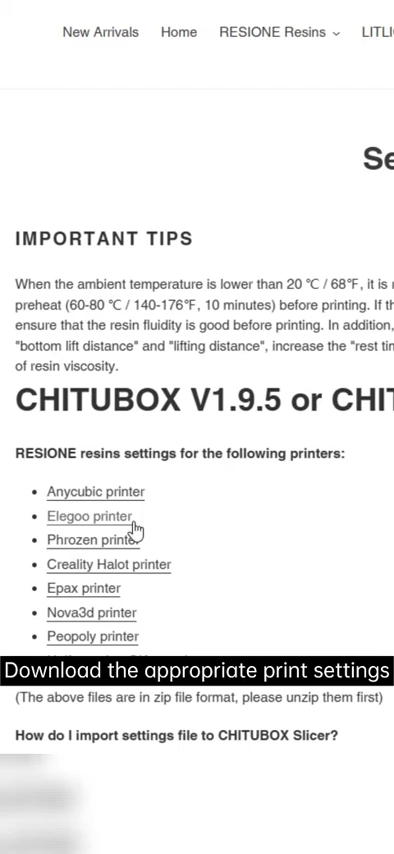 New Arrivals Home RESIONE Resins LITLI
Se
IMPORTANT TIPS
When the ambient temperature is lower than 20 ℃ / 68°F, it is
preheat (60-80 ℃ / 140-176°F, 10 minutes) before printing. If th
ensure that the resin fluidity is good before printing. In addition,
"bottom lift distance" and "lifting distance", increase the "rest tin
of resin viscosity.
CHITUBOX V1.9.5 or CHI
RESIONE resins settings for the following printers:
• Anycubic printer
• Elegoo printer
• Phrozen printer
• Creality Halot printer
• Epax printer
• Nova3d printer
• Peopoly printer
Download the appropriate print settings
(The above files are in zip file format, please unzip them first)
How do I import settings file to CHITUBOX Slicer?